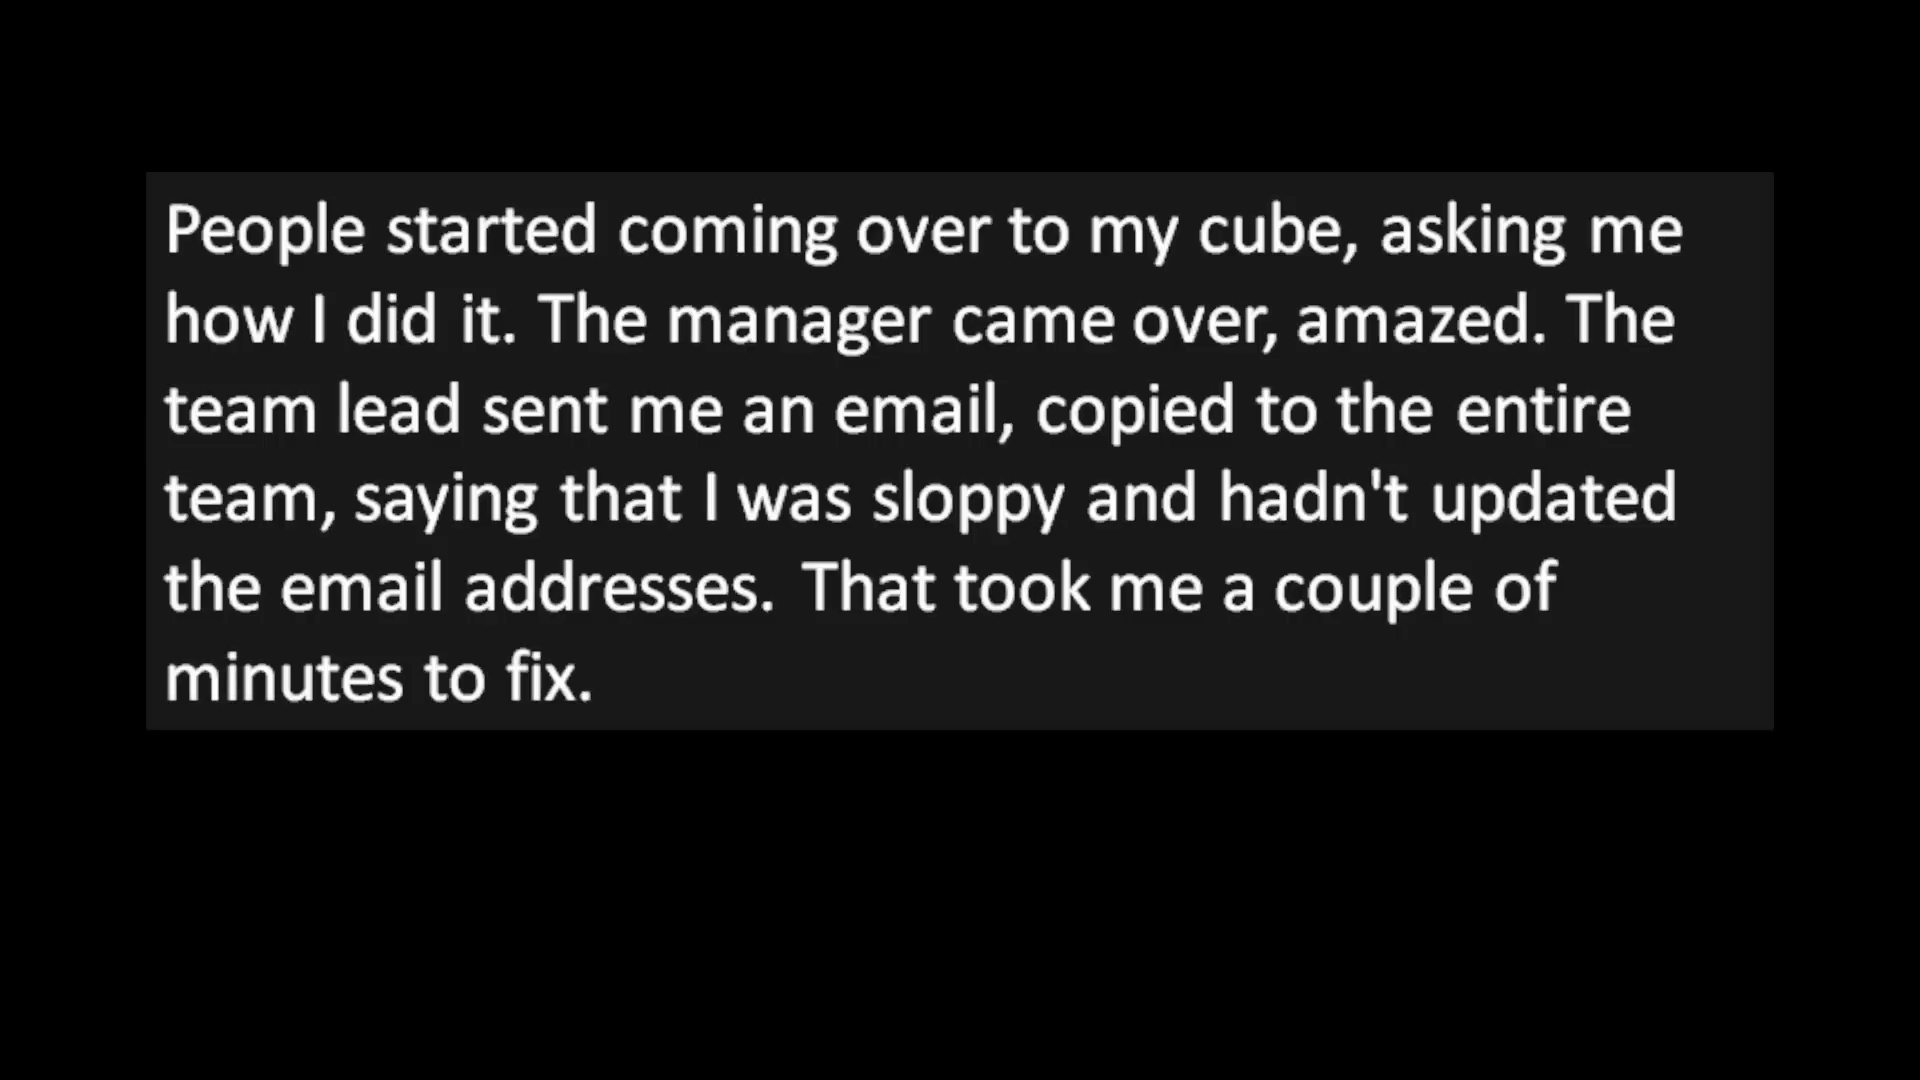 People started coming over to my cube, asking me
how I did it. The manager came over, amazed. The
team lead sent me an email, copied to the entire
team, saying that I was sloppy and hadn't updated
the email addresses. That took me a couple of
minutes to fix.